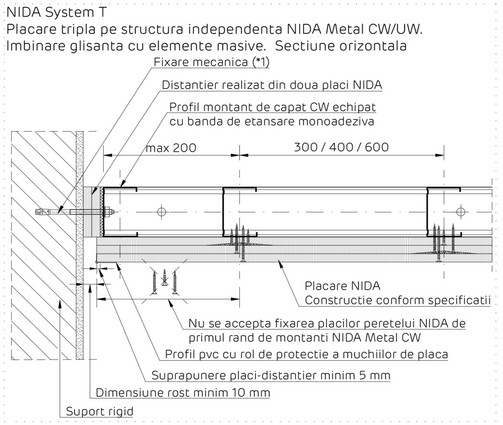 NIDA System T
Placare tripla pe structura independenta NIDA Metal CW/UW.
Imbinare glisanta cu elemente masive.  Sectiune orizontala
Fixare mecanica (*1)
Distantier realizat din doua placi NIDA
Profil montant de capat CW echipat
cu banda de etansare monoadeziva
max 200
300 / 400 / 600
Placare NIDA
Constructie conform specificatii
Nu se accepta fixarea placilor peretelui NIDA de
primul rand de montanti NIDA Metal CW
Profil pvc cu rol de protectie a muchiilor de placa
Suprapunere placi-distantier minim 5 mm
Dimensiune rost minim 10 mm
Suport rigid